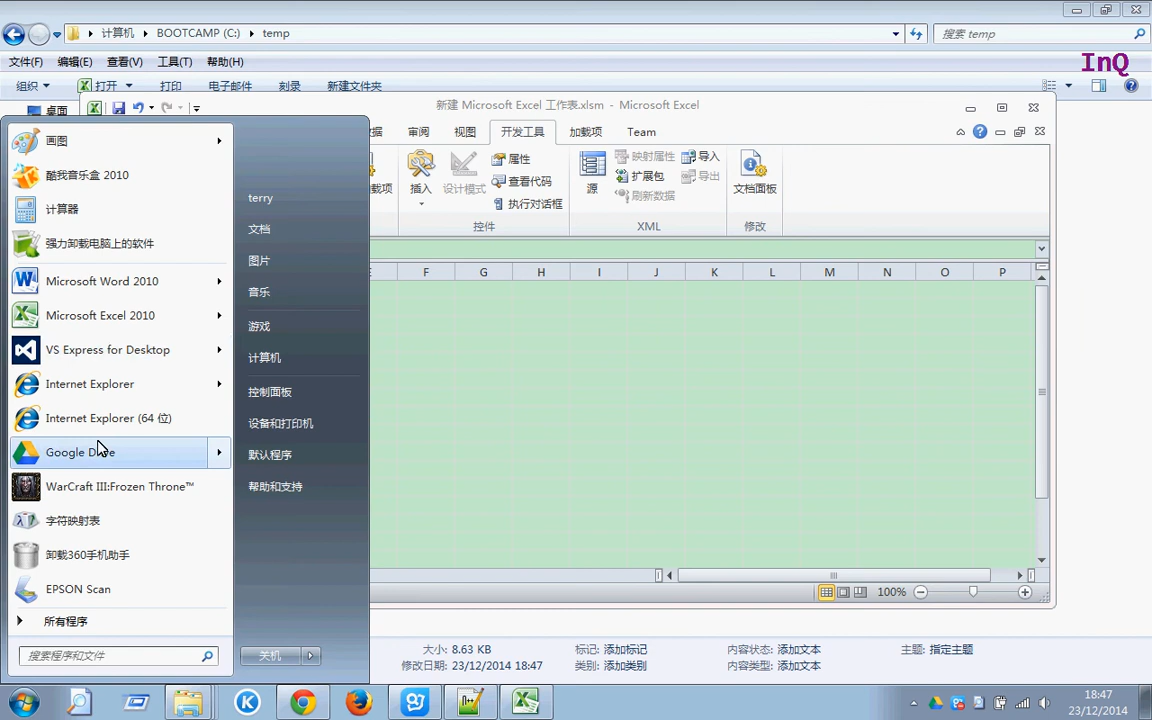 计算机 BOOTCAMP (C:) temp
搜索 temp
文件(F) 编辑(E) 查看(V) 工具(T) 帮助(H)
InQ
组织 打开 打印 电子邮件 刻录 新建文件夹
桌面
新建 Microsoft Excel 工作表.xlsm - Microsoft Excel
据 审阅 视图 开发工具 加载项 Team
载项
插入
设计模式
属性
查看代码
执行对话框
控件
源
映射属性
扩展包
刷新数据
导入
导出
XML
文档面板
修改
F G H I J K L M N O P
100%
画图
酷我音乐盒 2010
计算器
强力卸载电脑上的软件
Microsoft Word 2010
Microsoft Excel 2010
VS Express for Desktop
Internet Explorer
Internet Explorer (64 位)
Google Drive
WarCraft III:Frozen Throne™
字符映射表
卸载360手机助手
EPSON Scan
所有程序
搜索程序和文件
terry
文档
图片
音乐
游戏
计算机
控制面板
设备和打印机
默认程序
帮助和支持
关机
大小: 8.63 KB
修改日期: 23/12/2014 18:47
标记: 添加标记
类别: 添加类别
内容状态: 添加文本
内容类型: 添加文本
主题: 指定主题
18:47
23/12/2014